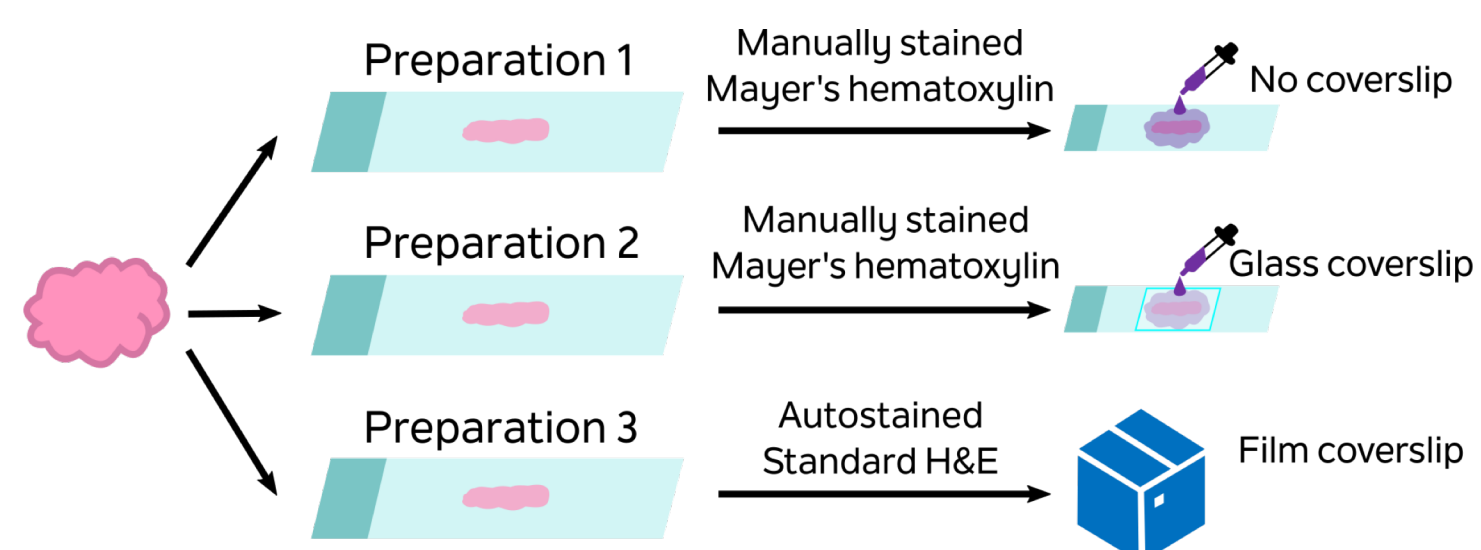 Preparation 1
Manually stained
Mayer's hematoxylin
No coverslip
Preparation 2
Manually stained
Mayer's hematoxylin
Glass coverslip
Preparation 3
Autostained
Standard H&E
Film coverslip